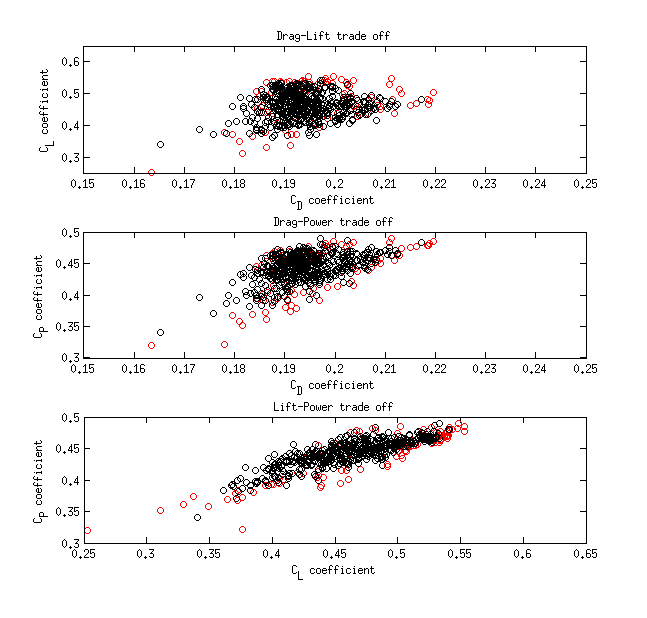 Drag-Lift trade off
0.6
0.5
0.4
0.3
C_L coefficient
0.15 0.16 0.17 0.18 0.19 0.2 0.21 0.22 0.23 0.24 0.25
C_D coefficient
Drag-Power trade off
0.5
0.45
0.4
0.35
0.3
C_P coefficient
0.15 0.16 0.17 0.18 0.19 0.2 0.21 0.22 0.23 0.24 0.25
C_D coefficient
Lift-Power trade off
0.5
0.45
0.4
0.35
0.3
C_P coefficient
0.25 0.3 0.35 0.4 0.45 0.5 0.55 0.6 0.65
C_L coefficient